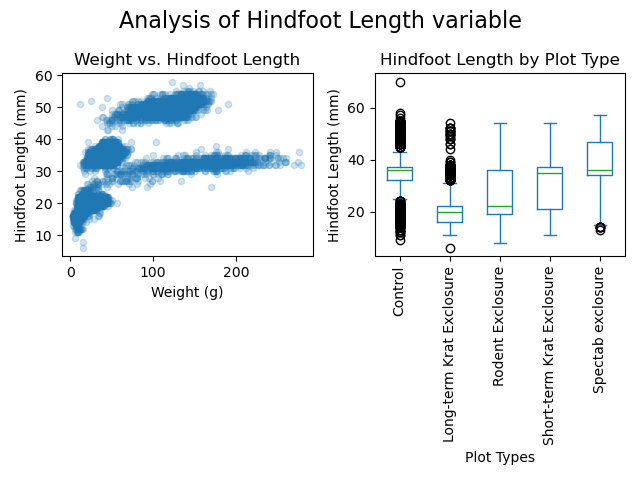 Analysis of Hindfoot Length variable
Weight vs. Hindfoot Length
Hindfoot Length (mm)
60
50
40
30
20
10
0
100
200
Weight (g)
Hindfoot Length by Plot Type
Hindfoot Length (mm)
60
40
20
Control
Long-term Krat Exclosure
Rodent Exclosure
Short-term Krat Exclosure
Spectab exclosure
Plot Types